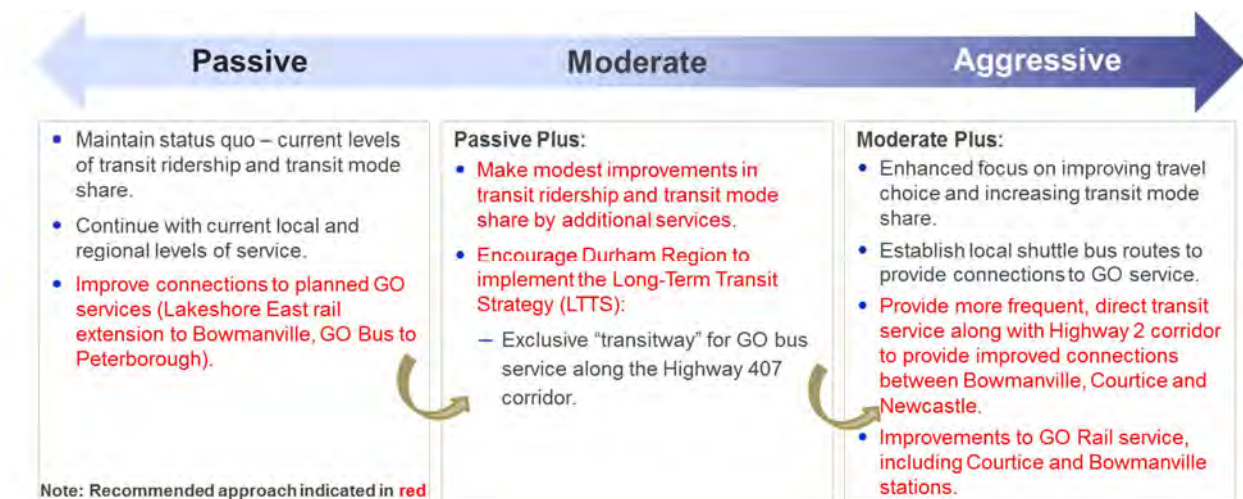 Passive
Moderate
Aggressive
• Maintain status quo – current levels
of transit ridership and transit mode
share.
• Continue with current local and
regional levels of service.
• Improve connections to planned GO
services (Lakeshore East rail
extension to Bowmanville, GO Bus to
Peterborough).
Note: Recommended approach indicated in red
Passive Plus:
• Make modest improvements in
transit ridership and transit mode
share by additional services.
• Encourage Durham Region to
implement the Long-Term Transit
Strategy (LTTS):
– Exclusive “transitway” for GO bus
service along the Highway 407
corridor.
Moderate Plus:
• Enhanced focus on improving travel
choice and increasing transit mode
share.
• Establish local shuttle bus routes to
provide connections to GO service.
• Provide more frequent, direct transit
service along with Highway 2 corridor
to provide improved connections
between Bowmanville, Courtice and
Newcastle.
• Improvements to GO Rail service,
including Courtice and Bowmanville
stations.